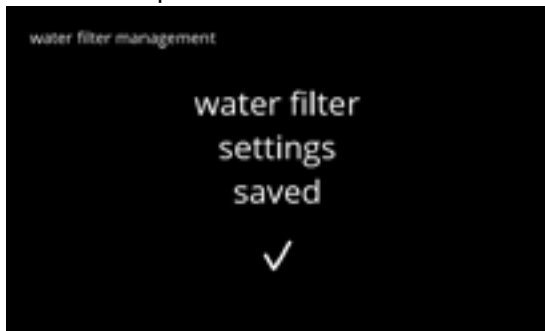 water filter management
water filter
settings
saved
✓